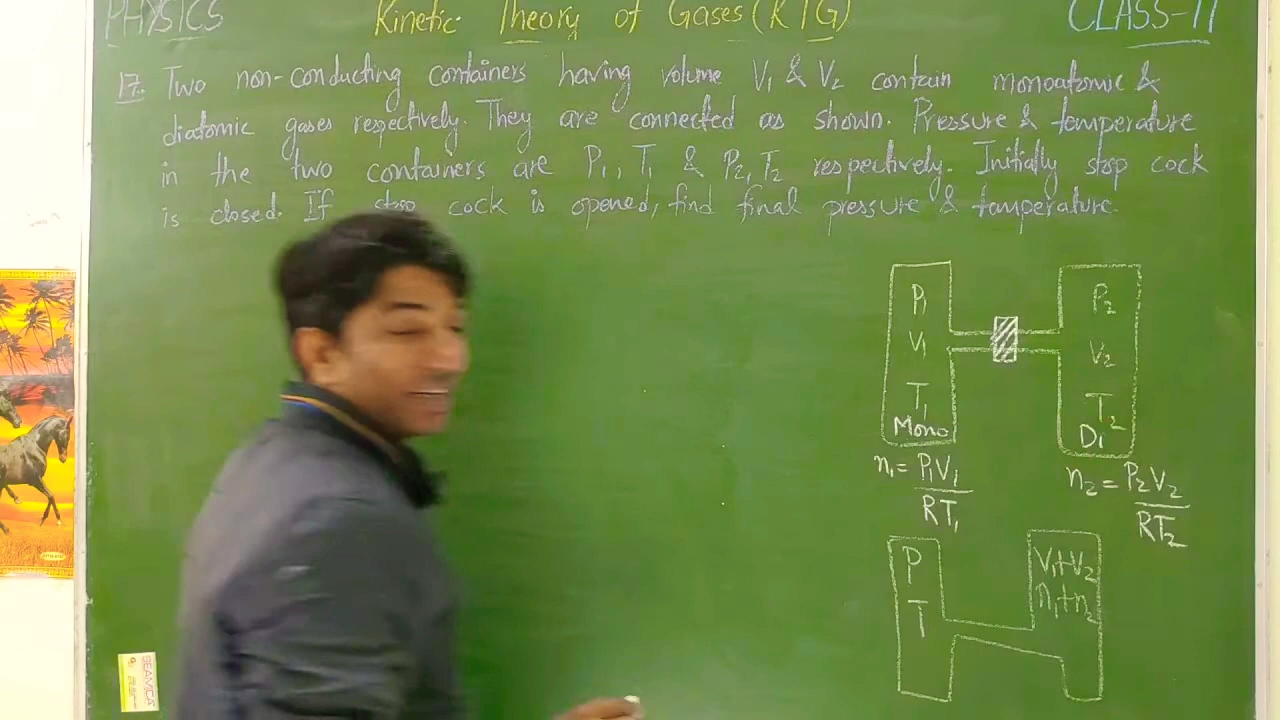 PHYSICS Kinetic Theory of Gases (KTG) CLASS-11
17. Two non-conducting containers having volume V₁ & V₂ contain monoatomic &
diatomic gases respectively. They are connected as shown. Pressure & temperature
in the two containers are P₁, T₁ & P₂, T₂ respectively. Initially stop cock
is closed. If stop cock is opened, find final pressure & temperature.
P₁
V₁
T₁
Mono
P₂
V₂
T₂
Di
n₁ = P₁V₁/RT₁
n₂ = P₂V₂/RT₂
P
T
V₁+V₂
n₁+n₂
SEAMICA